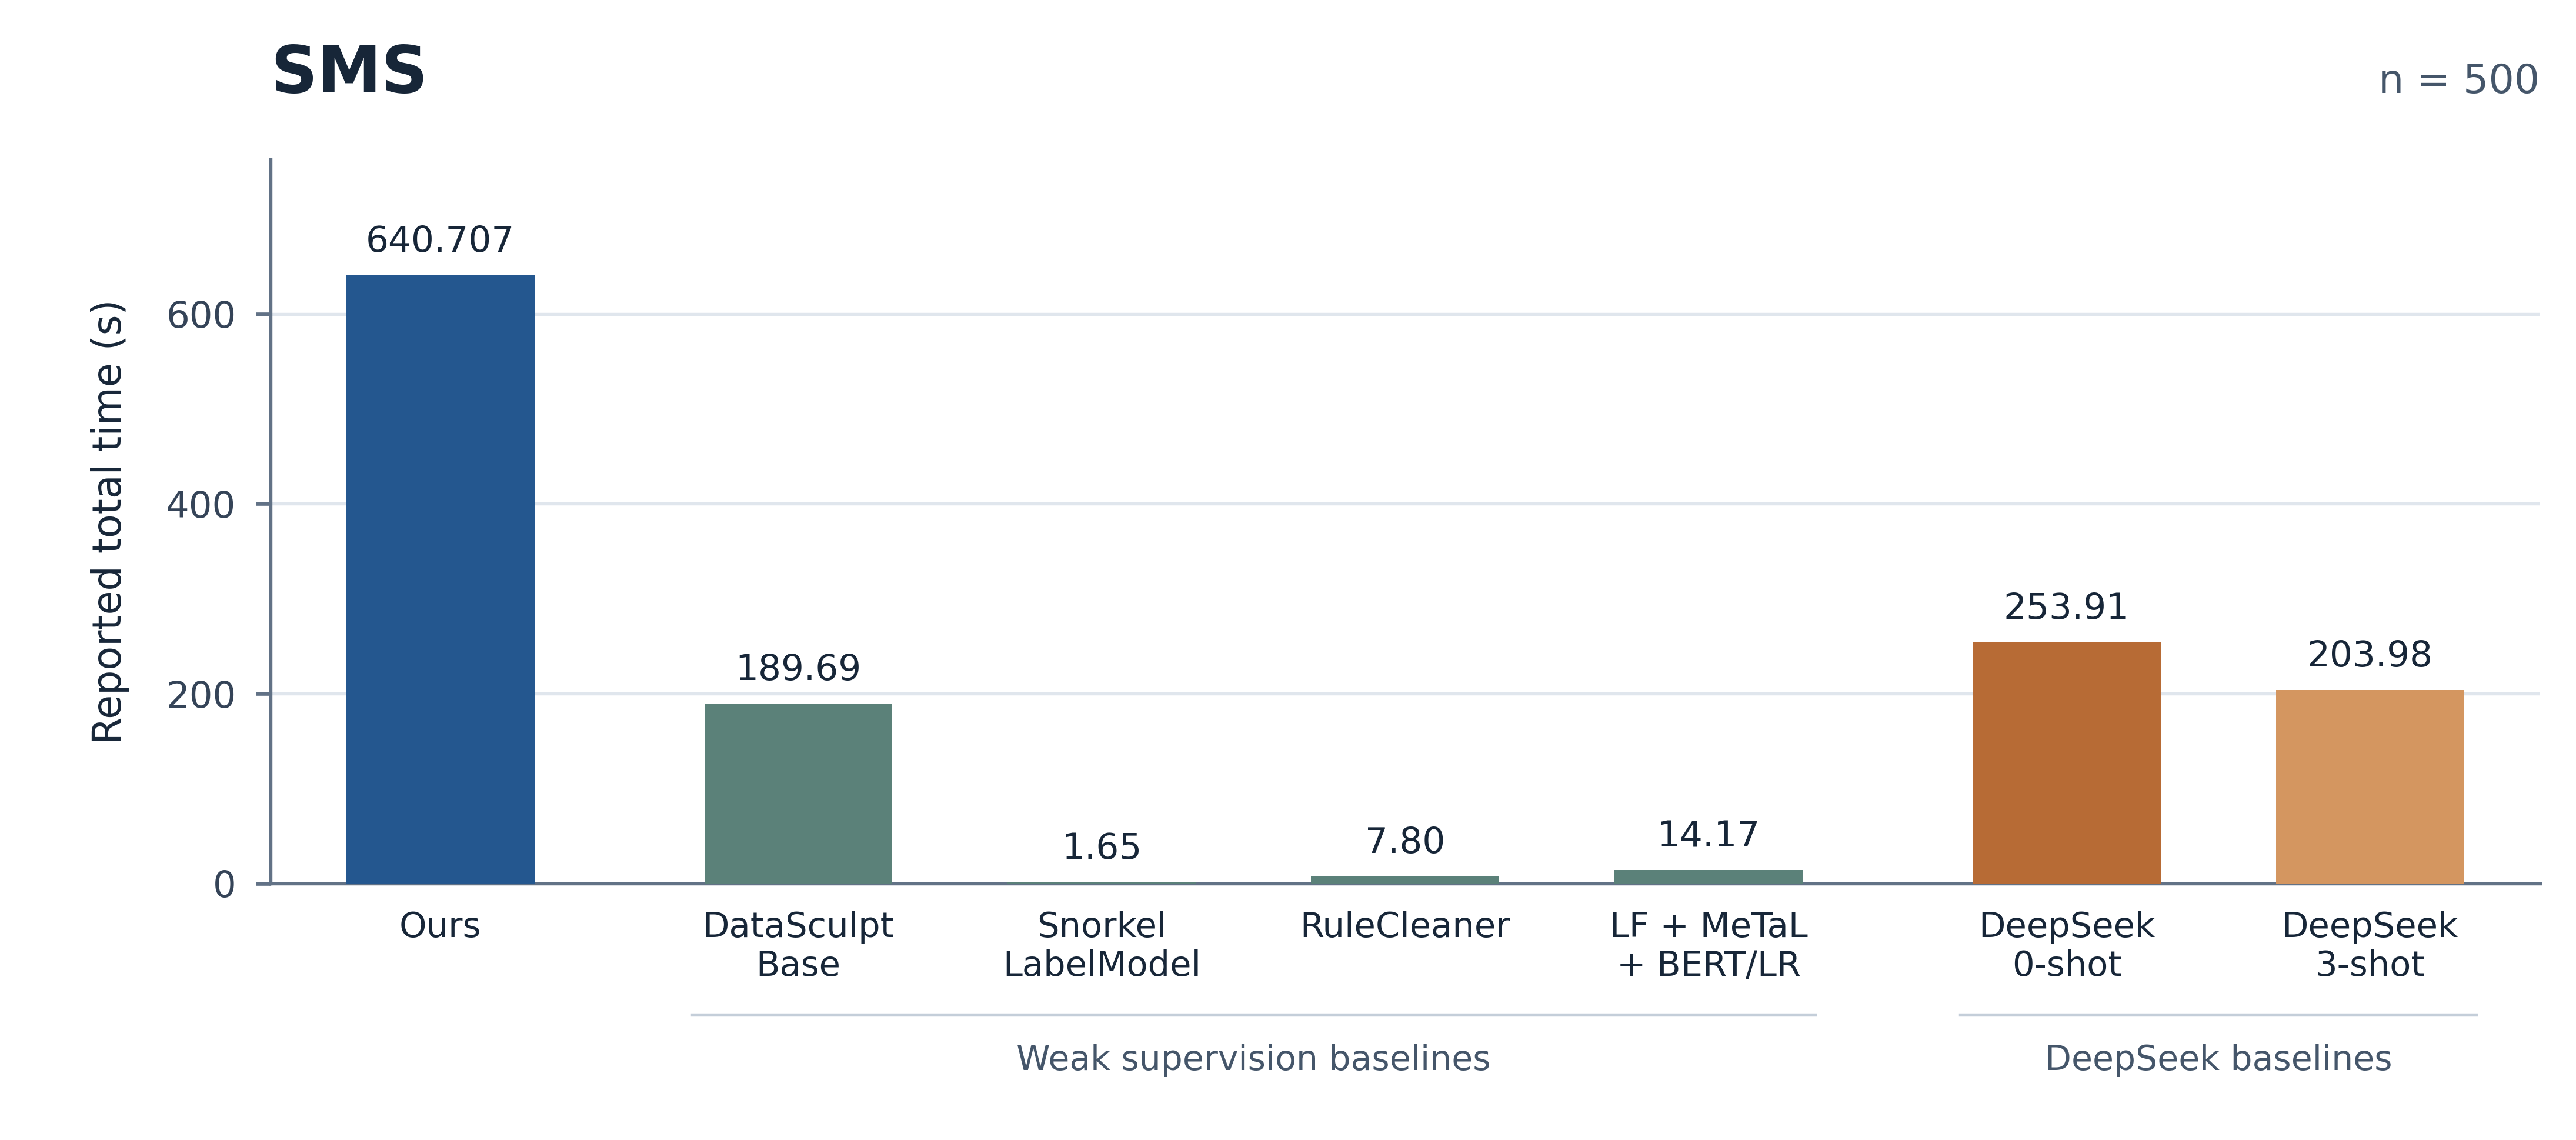 SMS
n = 500
Reported total time (s)
600
400
200
0
640.707
189.69
1.65
7.80
14.17
253.91
203.98
Ours
DataSculpt
Base
Snorkel
LabelModel
RuleCleaner
LF + MeTaL
+ BERT/LR
DeepSeek
0-shot
DeepSeek
3-shot
Weak supervision baselines
DeepSeek baselines